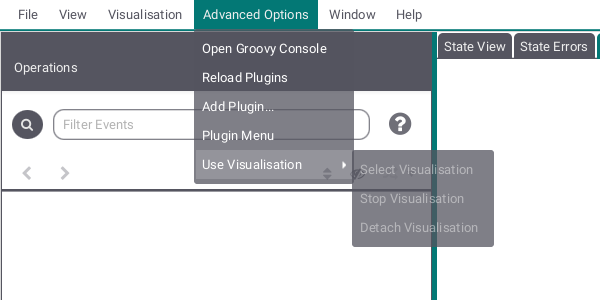 File View Visualisation Advanced Options Window Help
Open Groovy Console
State View State Errors
Operations
Reload Plugins
Add Plugin...
Filter Events
?
Plugin Menu
Use Visualisation
Select Visualisation
Stop Visualisation
Detach Visualisation